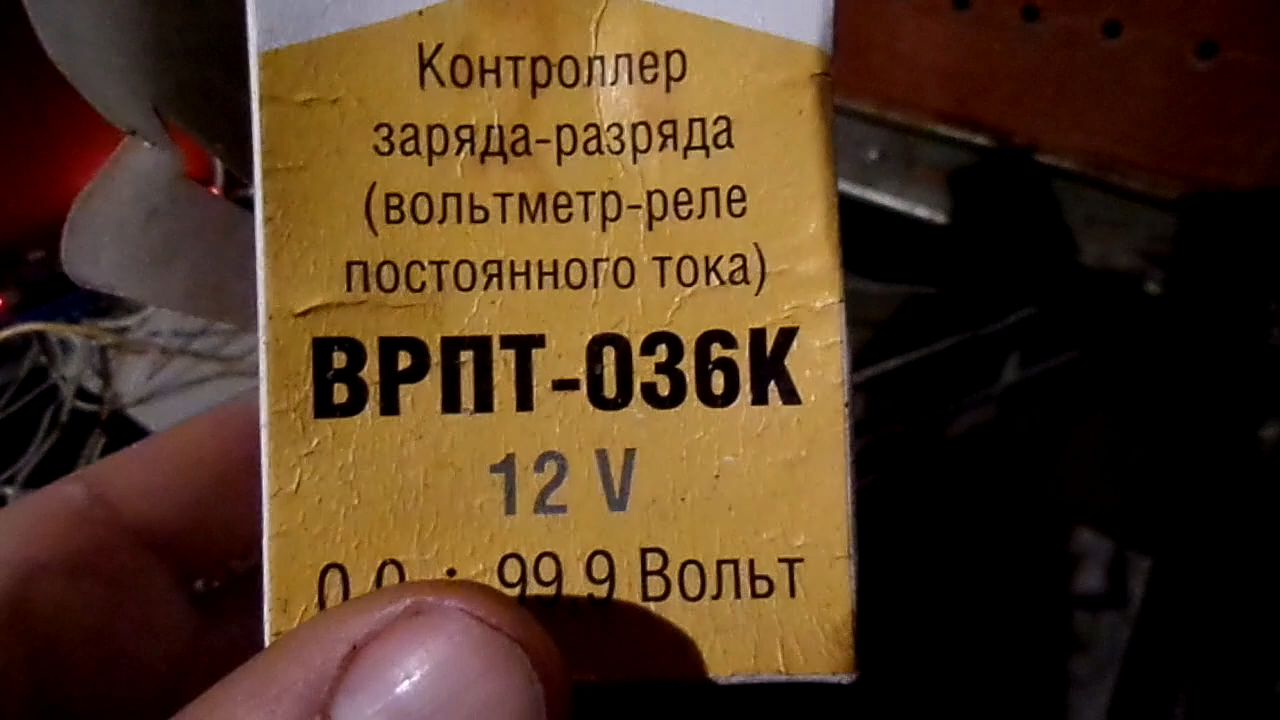 Контроллер
заряда-разряда
(вольтметр-реле
постоянного тока)
ВРПТ-036К
12 V
0,0 ÷ 99,9 Вольт